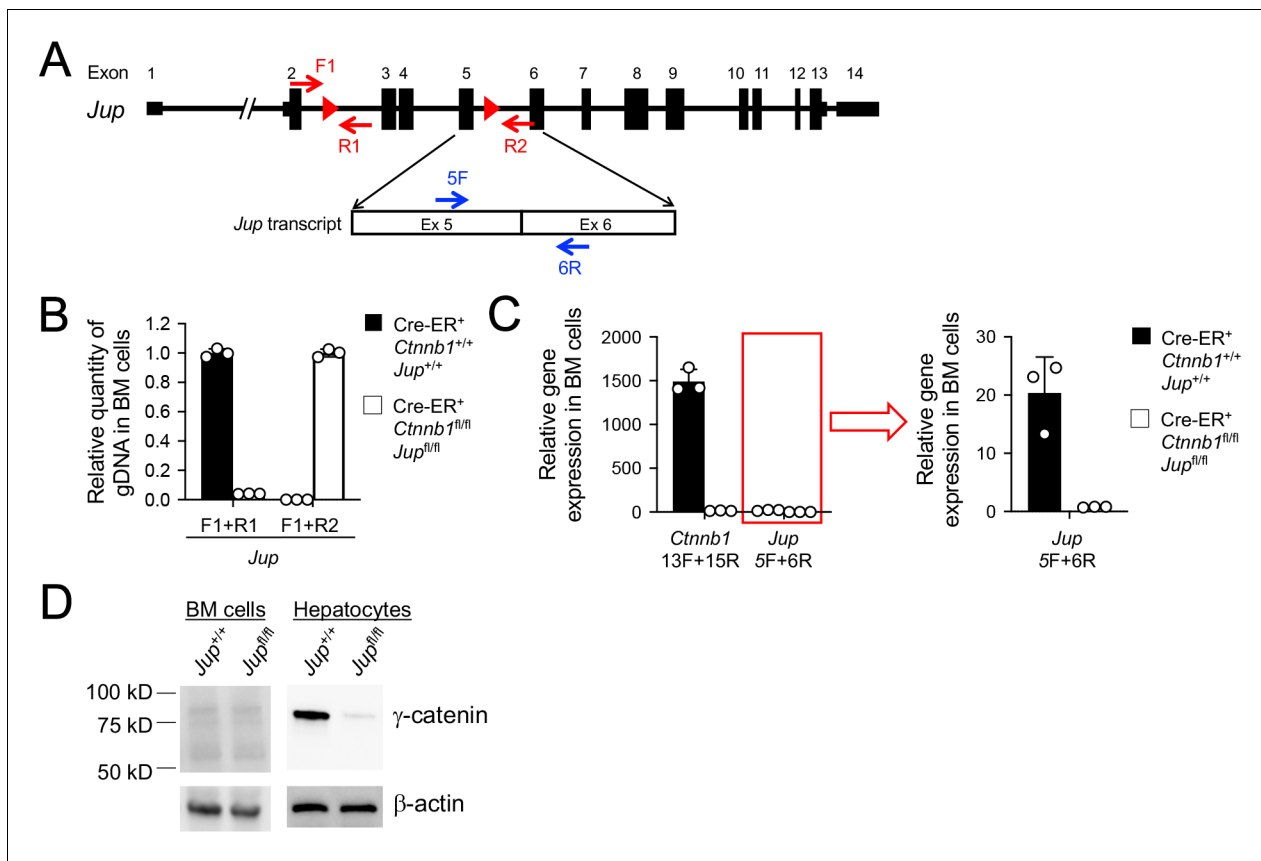 A
Exon
1 2 3 4 5 6 7 8 9 10 11 12 13 14
F1
Jup
R1
R2
5F
Jup transcript
Ex 5
Ex 6
6R
B
Relative quantity of
gDNA in BM cells
1.2
1.0
0.8
0.6
0.4
0.2
0.0
F1+R1 F1+R2
Jup
Cre-ER+
Ctnnb1+/+
Jup+/+
Cre-ER+
Ctnnb1fl/fl
Jupfl/fl
C
Relative gene
expression in BM cells
2000
1500
1000
500
0
Ctnnb1
13F+15R
Jup
5F+6R
Relative gene
expression in BM cells
30
20
10
0
Jup
5F+6R
Cre-ER+
Ctnnb1+/+
Jup+/+
Cre-ER+
Ctnnb1fl/fl
Jupfl/fl
D
BM cells
Hepatocytes
Jup+/+
Jupfl/fl
Jup+/+
Jupfl/fl
100 kD
75 kD
50 kD
γ-catenin
β-actin